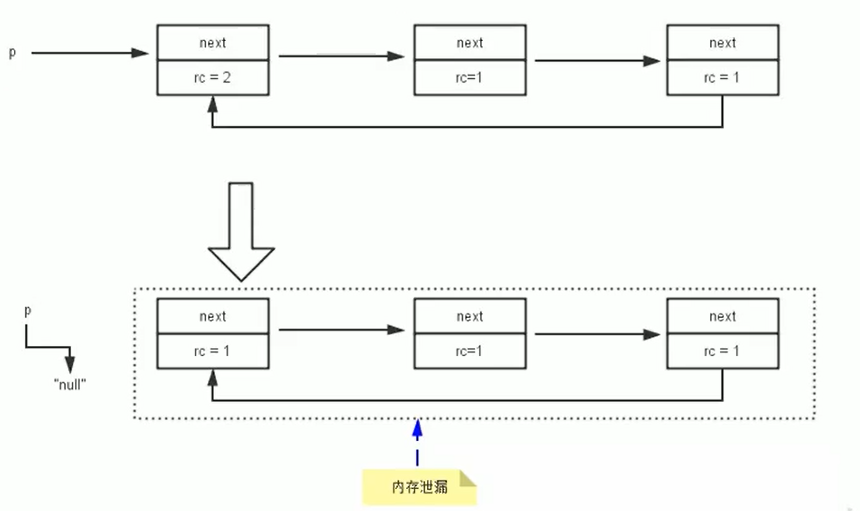 p
next
next
next
rc = 2
rc=1
rc = 1
next
next
next
p
rc = 1
rc=1
rc = 1
"null"
内存泄漏